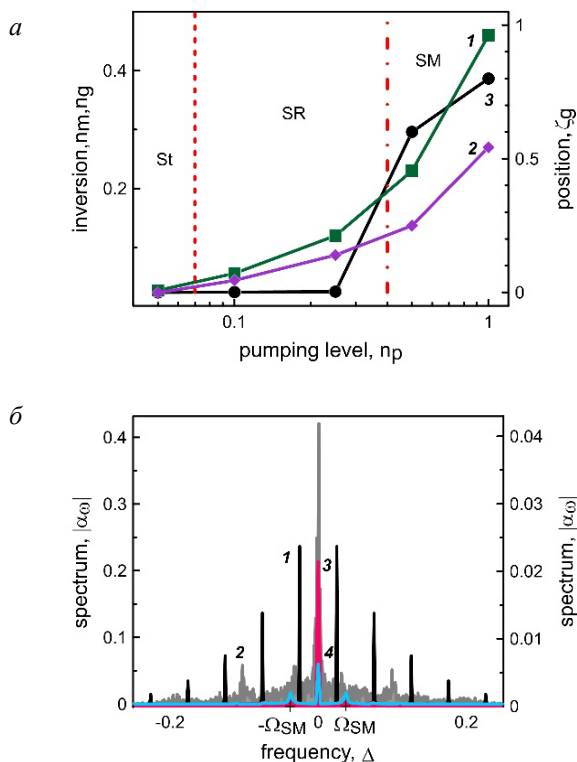 а
inversion,nm,ng
0.4
0.2
St
SR
SM
1
3
2
1
0.5
0
position, ζg
0.1
1
pumping level, np
б
spectrum, |αω|
0.4
0.3
0.2
0.1
0
1
2
3
4
0.04
0.03
0.02
0.01
0
spectrum, |αω|
-0.2
-ΩSM
0
ΩSM
0.2
frequency, Δ